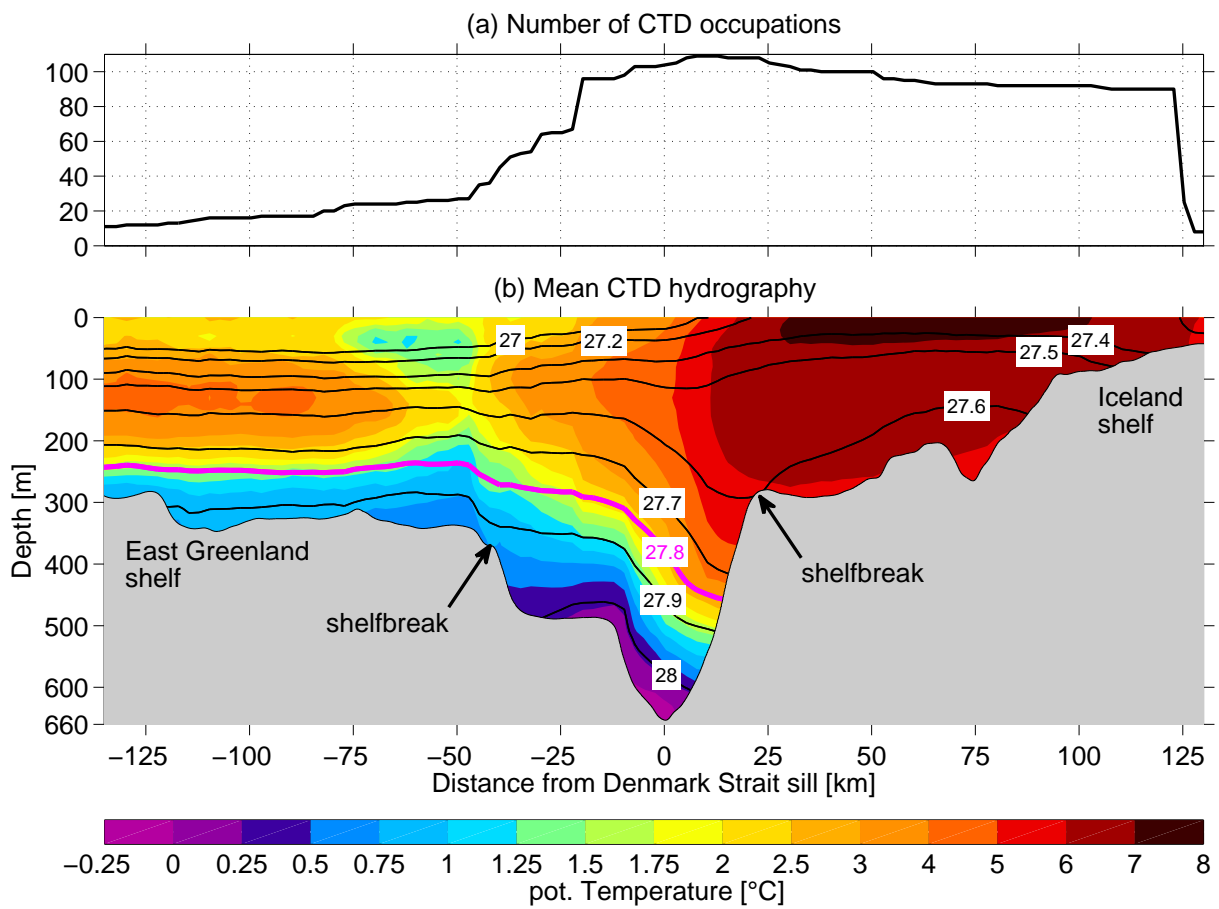 (a) Number of CTD occupations
100
80
60
40
20
0
(b) Mean CTD hydrography
0
100
200
300
400
500
600
660
Depth [m]
27
27.2
27.4
27.5
27.6
27.7
27.8
27.9
28
Iceland
shelf
East Greenland
shelf
shelfbreak
shelfbreak
−125 −100 −75 −50 −25 0 25 50 75 100 125
Distance from Denmark Strait sill [km]
−0.25 0 0.25 0.5 0.75 1 1.25 1.5 1.75 2 2.5 3 4 5 6 7 8
pot. Temperature [°C]